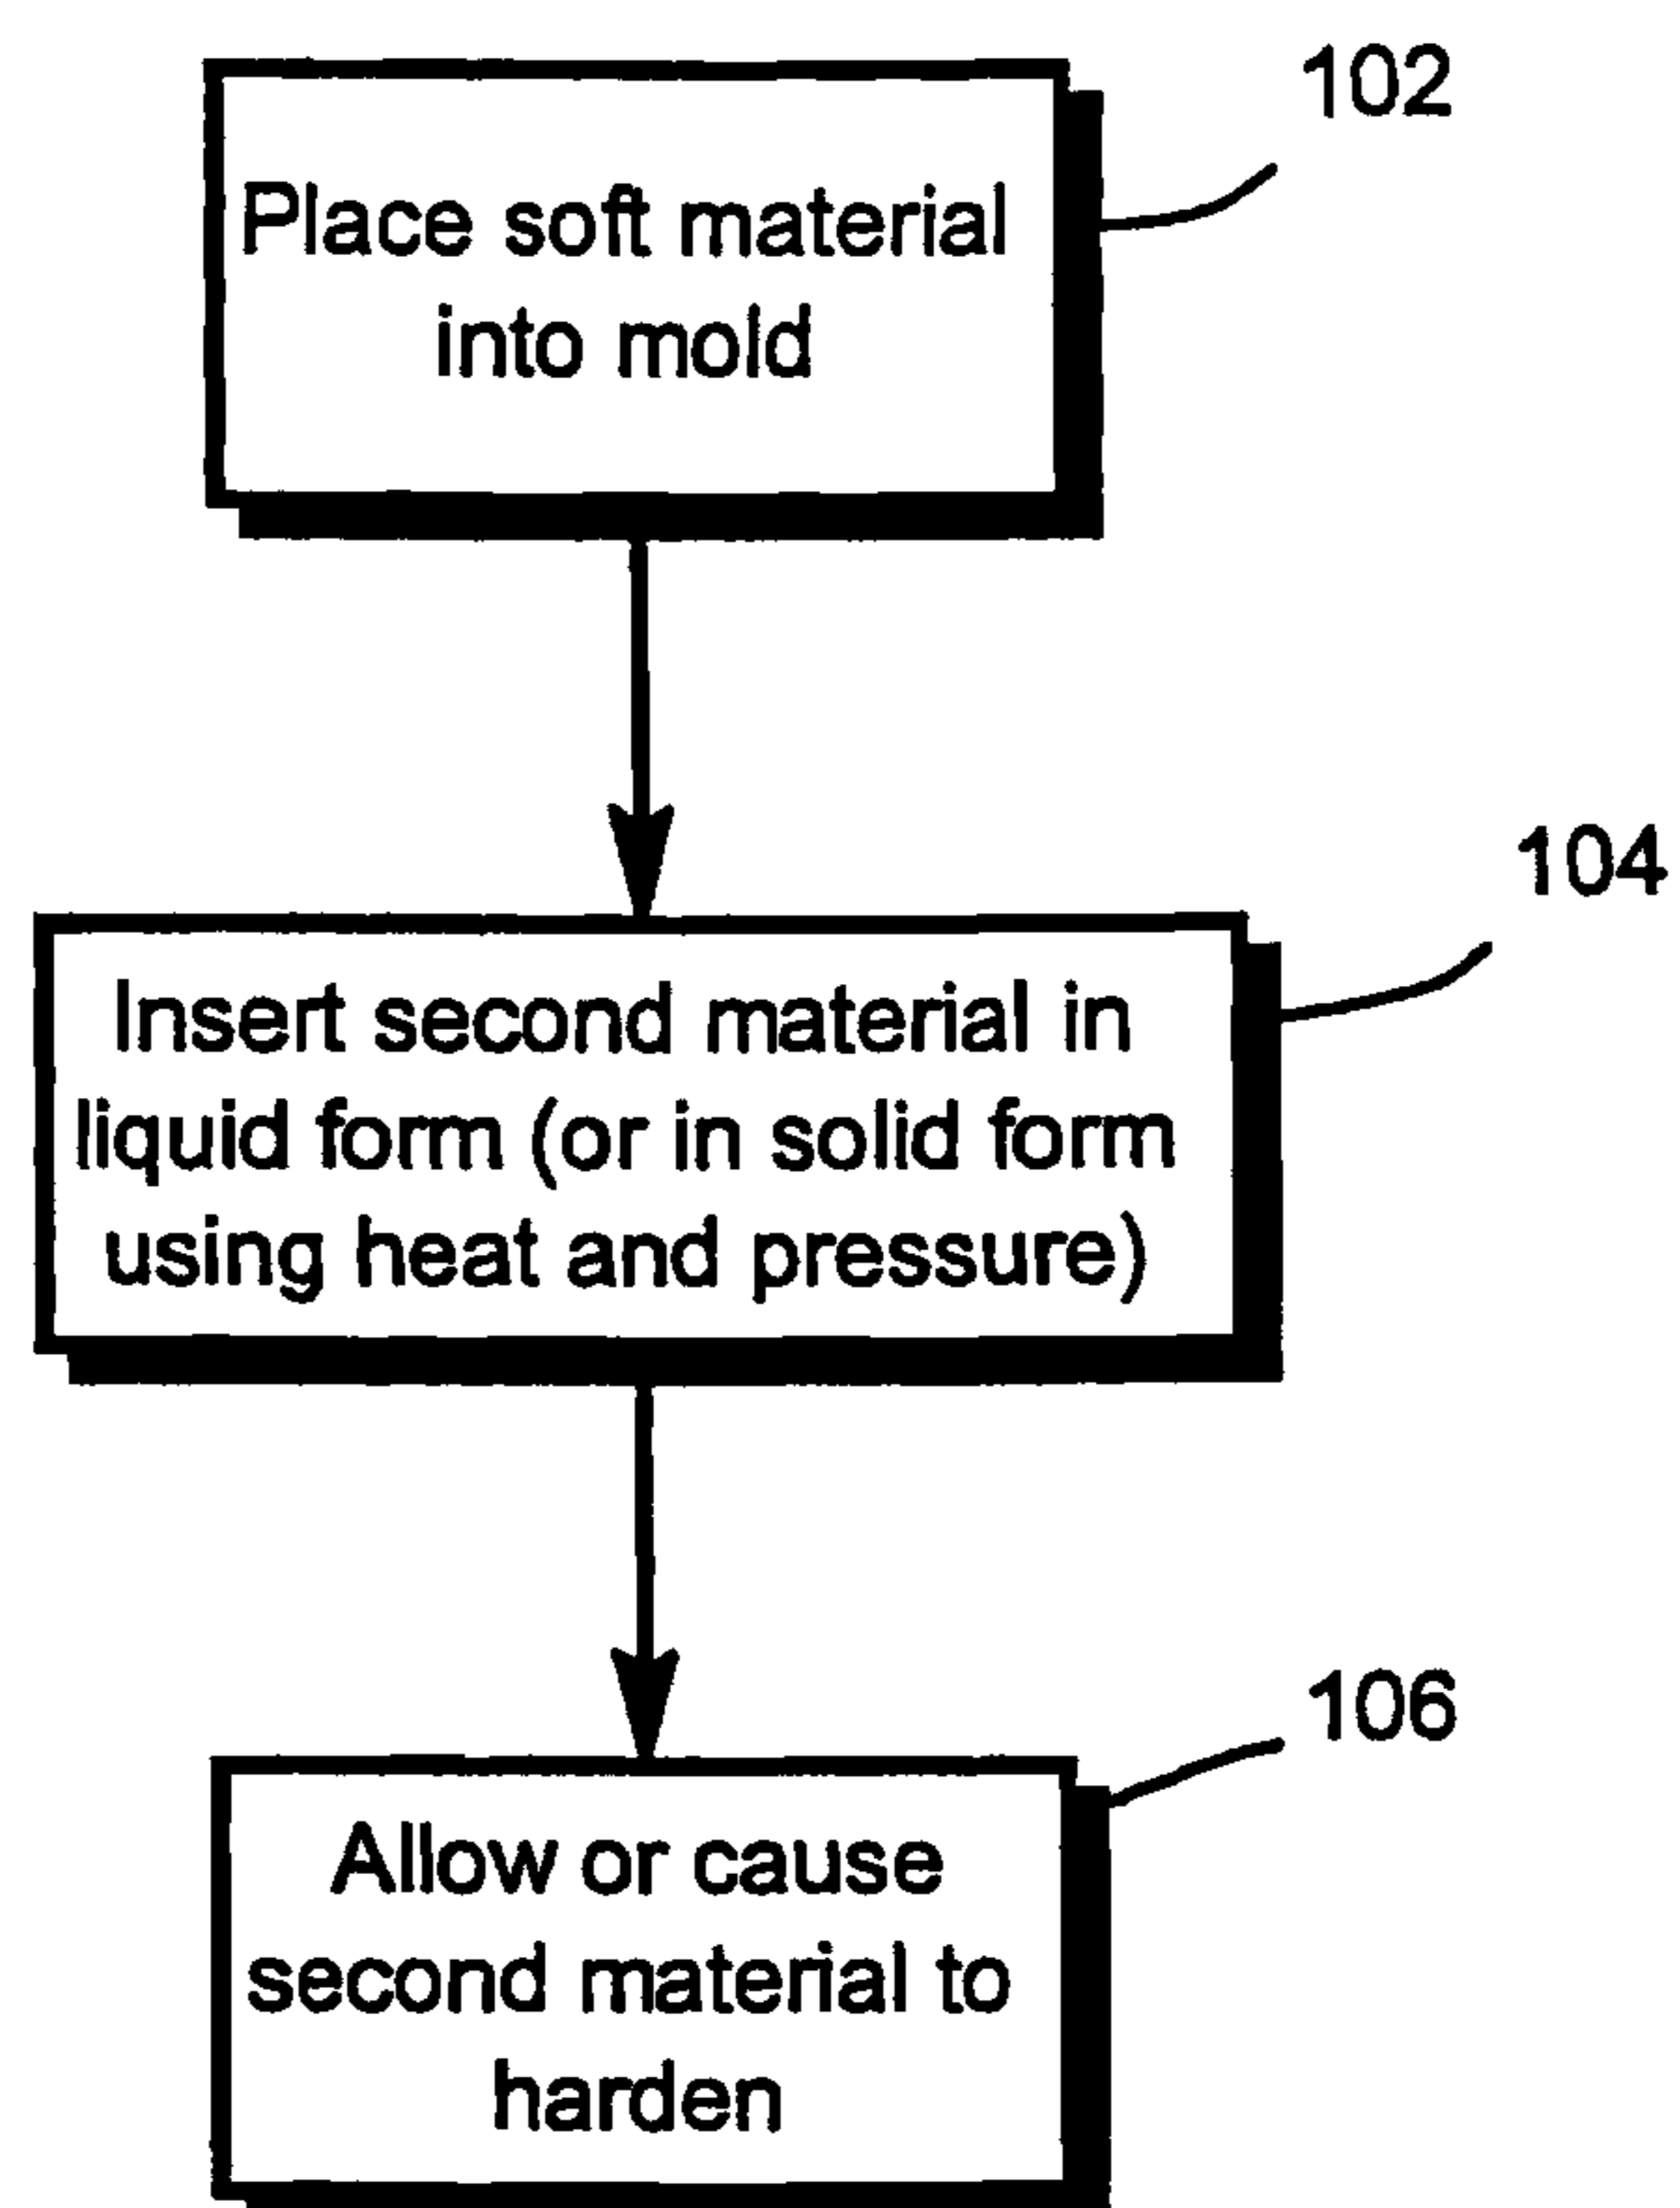 102
Place soft material
into mold
104
Insert second material in
liquid form (or in solid form
using heat and pressure)
106
Allow or cause
second material to
harden